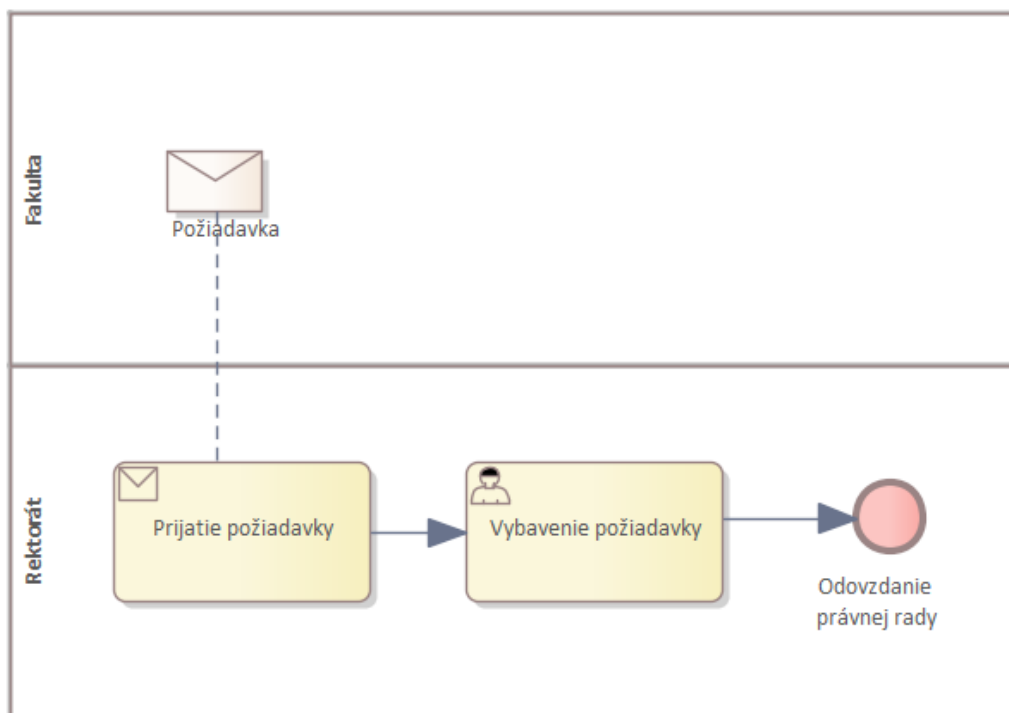 Fakulta
Požiadavka
Rektorát
Prijatie požiadavky
Vybavenie požiadavky
Odovzdanie
právnej rady